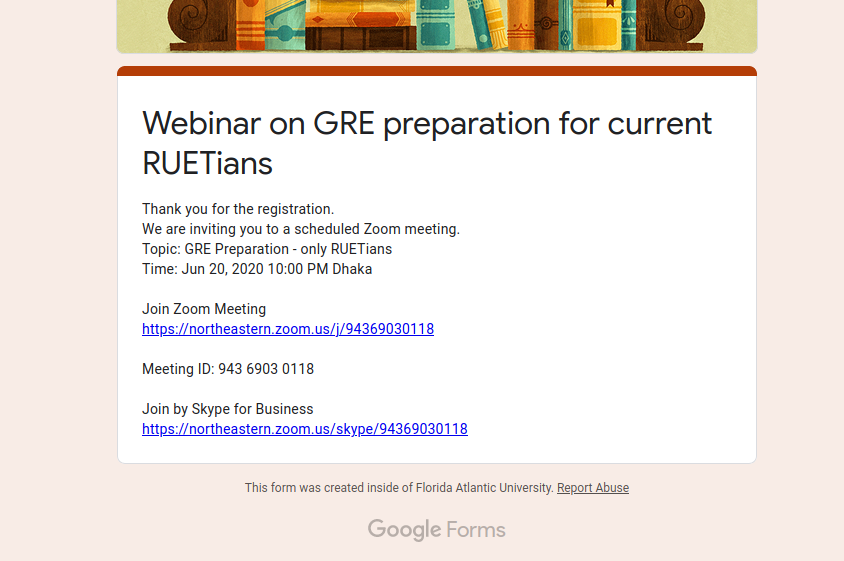 Webinar on GRE preparation for current
RUETians
Thank you for the registration.
We are inviting you to a scheduled Zoom meeting.
Topic: GRE Preparation - only RUETians
Time: Jun 20, 2020 10:00 PM Dhaka
Join Zoom Meeting
https://northeastern.zoom.us/j/94369030118
Meeting ID: 943 6903 0118
Join by Skype for Business
https://northeastern.zoom.us/skype/94369030118
This form was created inside of Florida Atlantic University. Report Abuse
Google Forms